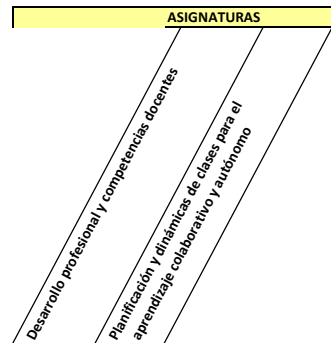 ASIGNATURAS
Desarrollo profesional y competencias docentes
Planificación y dinámicas de clases para el
aprendizaje colaborativo y autónomo